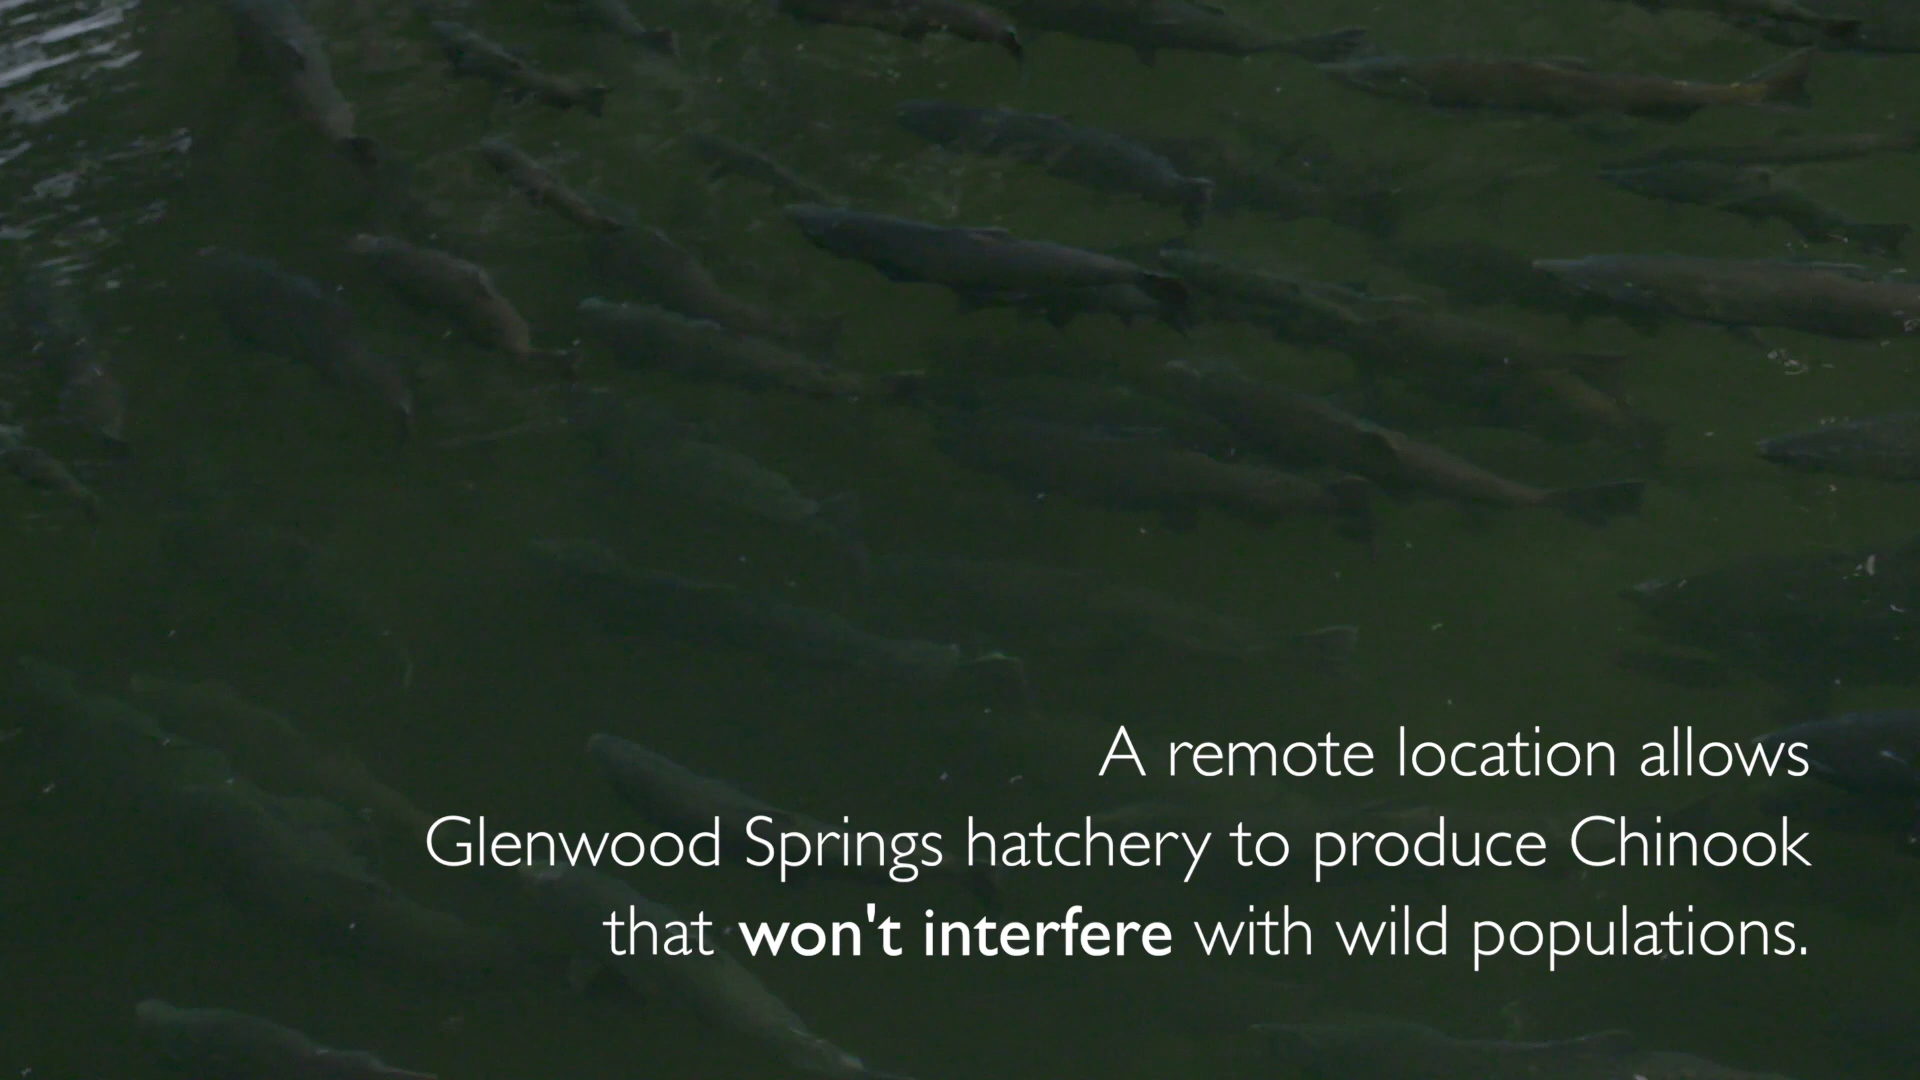 A remote location allows
Glenwood Springs hatchery to produce Chinook
that won't interfere with wild populations.